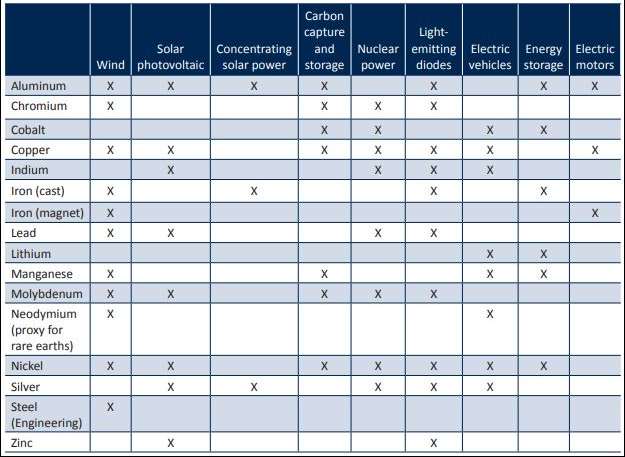 Wind	Solar photovoltaic	Concentrating solar power	Carbon capture and storage	Nuclear power	Light-emitting diodes	Electric vehicles	Energy storage	Electric motors
Aluminum	X	X	X	X		X		X	X
Chromium	X			X	X	X
Cobalt				X	X		X	X
Copper	X	X		X	X	X	X		X
Indium		X			X	X	X
Iron (cast)	X		X			X		X
Iron (magnet)	X								X
Lead	X	X			X	X
Lithium							X	X
Manganese	X			X			X	X
Molybdenum	X	X		X	X	X
Neodymium (proxy for rare earths)	X						X
Nickel	X	X		X	X	X	X	X
Silver		X	X		X	X	X
Steel (Engineering)	X
Zinc		X				X